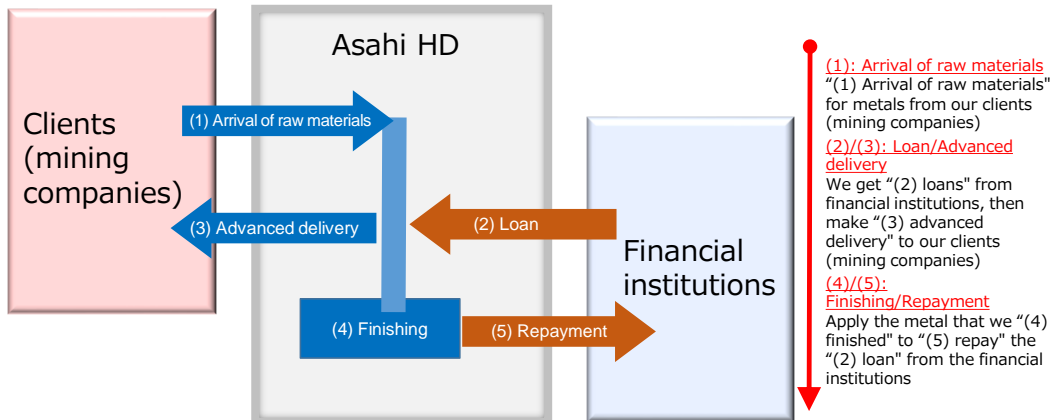 Asahi HD
Clients
(mining
companies)
(1) Arrival of raw materials
(3) Advanced delivery
(2) Loan
Financial
institutions
(4) Finishing
(5) Repayment
(1): Arrival of raw materials
“(1) Arrival of raw materials"
for metals from our clients
(mining companies)
(2)/(3): Loan/Advanced
delivery
We get “(2) loans" from
financial institutions, then
make “(3) advanced
delivery" to our clients
(mining companies)
(4)/(5):
Finishing/Repayment
Apply the metal that we “(4)
finished" to “(5) repay" the
“(2) loan" from the financial
institutions